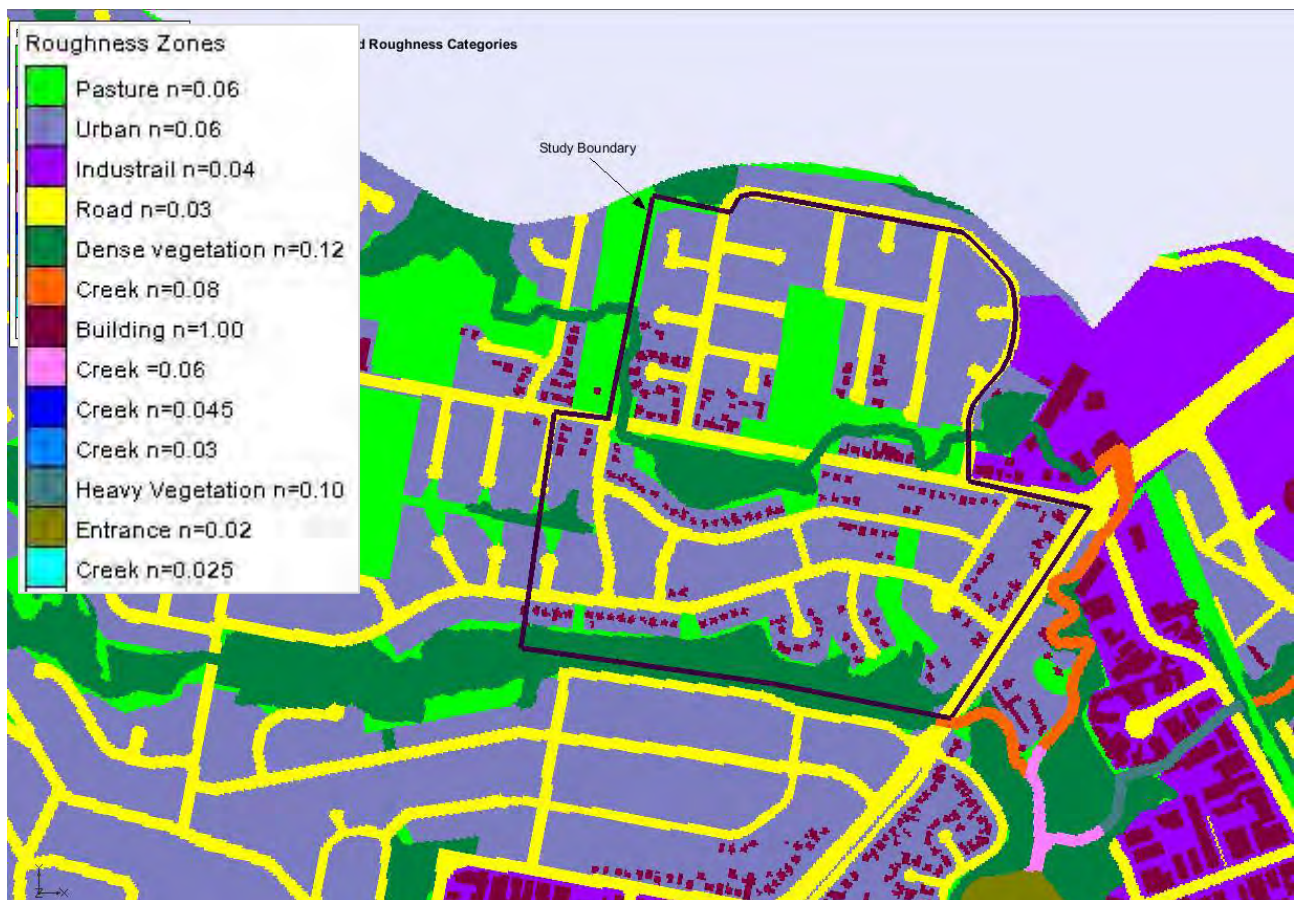 Roughness Zones
d Roughness Categories
Pasture n=0.06
Urban n=0.06
Industrail n=0.04
Road n=0.03
Dense vegetation n=0.12
Creek n=0.08
Building n=1.00
Creek =0.06
Creek n=0.045
Creek n=0.03
Heavy Vegetation n=0.10
Entrance n=0.02
Creek n=0.025
Study Boundary
Z
X